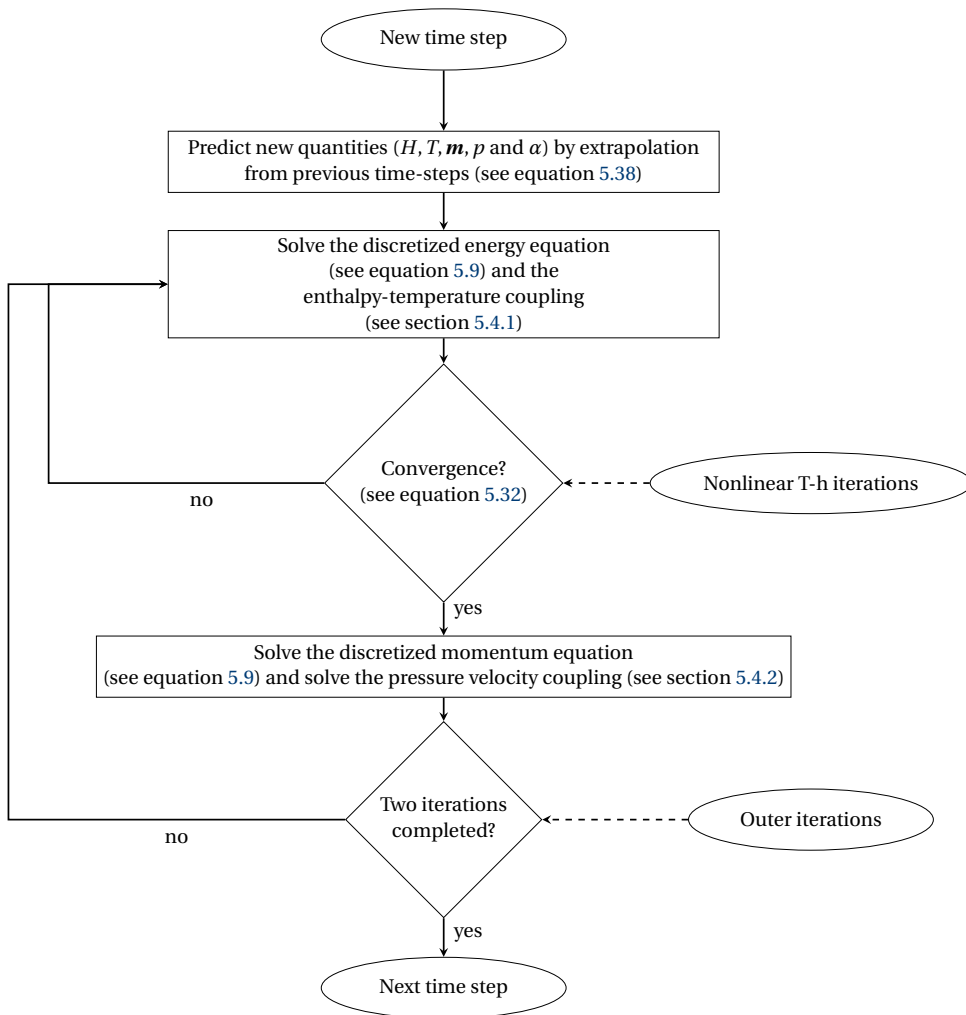 New time step
Predict new quantities (H, T, m, p and α) by extrapolation
from previous time-steps (see equation 5.38)
Solve the discretized energy equation
(see equation 5.9) and the
enthalpy-temperature coupling
(see section 5.4.1)
Convergence?
(see equation 5.32)
Nonlinear T-h iterations
no
yes
Solve the discretized momentum equation
(see equation 5.9) and solve the pressure velocity coupling (see section 5.4.2)
Two iterations
completed?
Outer iterations
no
yes
Next time step